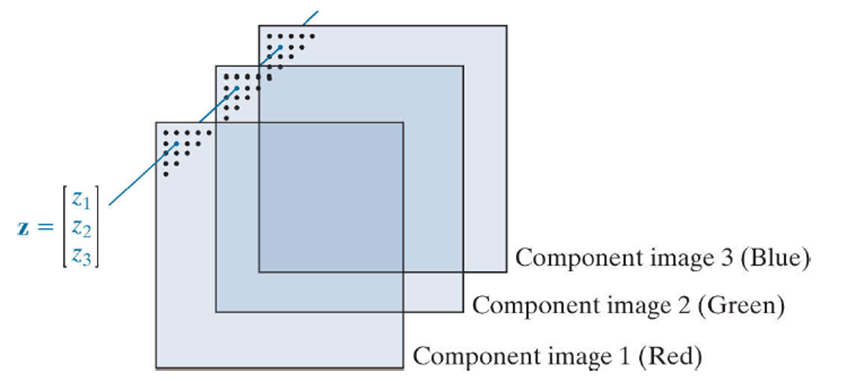 z = [z₁ z₂ z₃]
Component image 3 (Blue)
Component image 2 (Green)
Component image 1 (Red)